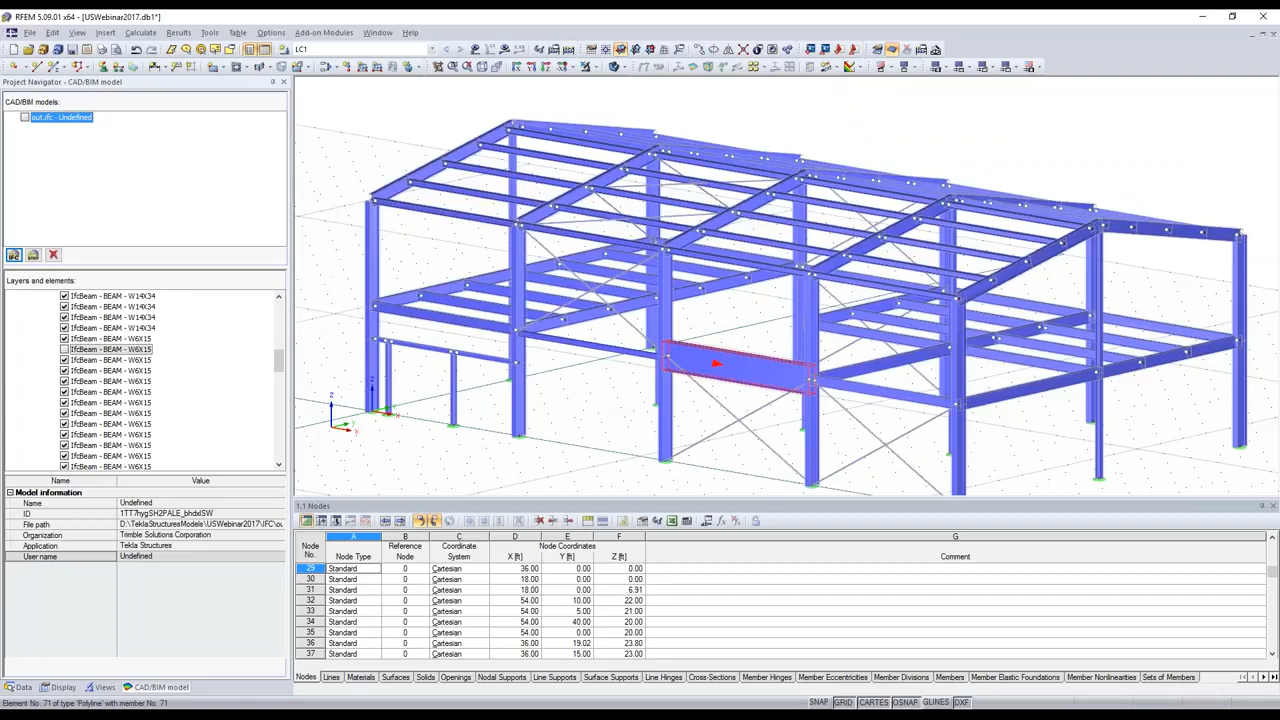 RFEM 5.09.01 x64 - [USWebinar2017.db1*]
File Edit View Insert Calculate Results Tools Table Options Add-on Modules Window Help
LC1
Project Navigator - CAD/BIM model
CAD/BIM models:
out.ifc - Undefined
Layers and elements:
IfcBeam - BEAM - W14X34
IfcBeam - BEAM - W14X34
IfcBeam - BEAM - W14X34
IfcBeam - BEAM - W14X34
IfcBeam - BEAM - W6X15
IfcBeam - BEAM - W6X15
IfcBeam - BEAM - W6X15
IfcBeam - BEAM - W6X15
IfcBeam - BEAM - W6X15
IfcBeam - BEAM - W6X15
IfcBeam - BEAM - W6X15
IfcBeam - BEAM - W6X15
IfcBeam - BEAM - W6X15
IfcBeam - BEAM - W6X15
IfcBeam - BEAM - W6X15
IfcBeam - BEAM - W6X15
IfcBeam - BEAM - W6X15
Name Value
Model information
Name Undefined
ID 1TT7hygSH2PALE_bhdxISW
File path D:\TeklaStructuresModels\USWebinar2017\IFC\ou
Organization Trimble Solutions Corporation
Application Tekla Structures
User name Undefined
Data Display Views CAD/BIM model
Z
Y
X
1.1 Nodes
A B C D E F G
Node No. Node Type Reference Node Coordinate System Node Coordinates X [ft] Y [ft] Z [ft] Comment
29 Standard 0 Cartesian 36.00 0.00 0.00
30 Standard 0 Cartesian 18.00 0.00 0.00
31 Standard 0 Cartesian 18.00 0.00 6.91
32 Standard 0 Cartesian 54.00 10.00 22.00
33 Standard 0 Cartesian 54.00 5.00 21.00
34 Standard 0 Cartesian 54.00 40.00 20.00
35 Standard 0 Cartesian 54.00 0.00 20.00
36 Standard 0 Cartesian 36.00 19.02 23.80
37 Standard 0 Cartesian 36.00 15.00 23.00
Nodes Lines Materials Surfaces Solids Openings Nodal Supports Line Supports Surface Supports Line Hinges Cross-Sections Member Hinges Member Eccentricities Member Divisions Members Member Elastic Foundations Member Nonlinearities Sets of Members
Element No. 71 of type 'Polyline' with member No. 71
SNAP GRID CARTES OSNAP GLINES DXF